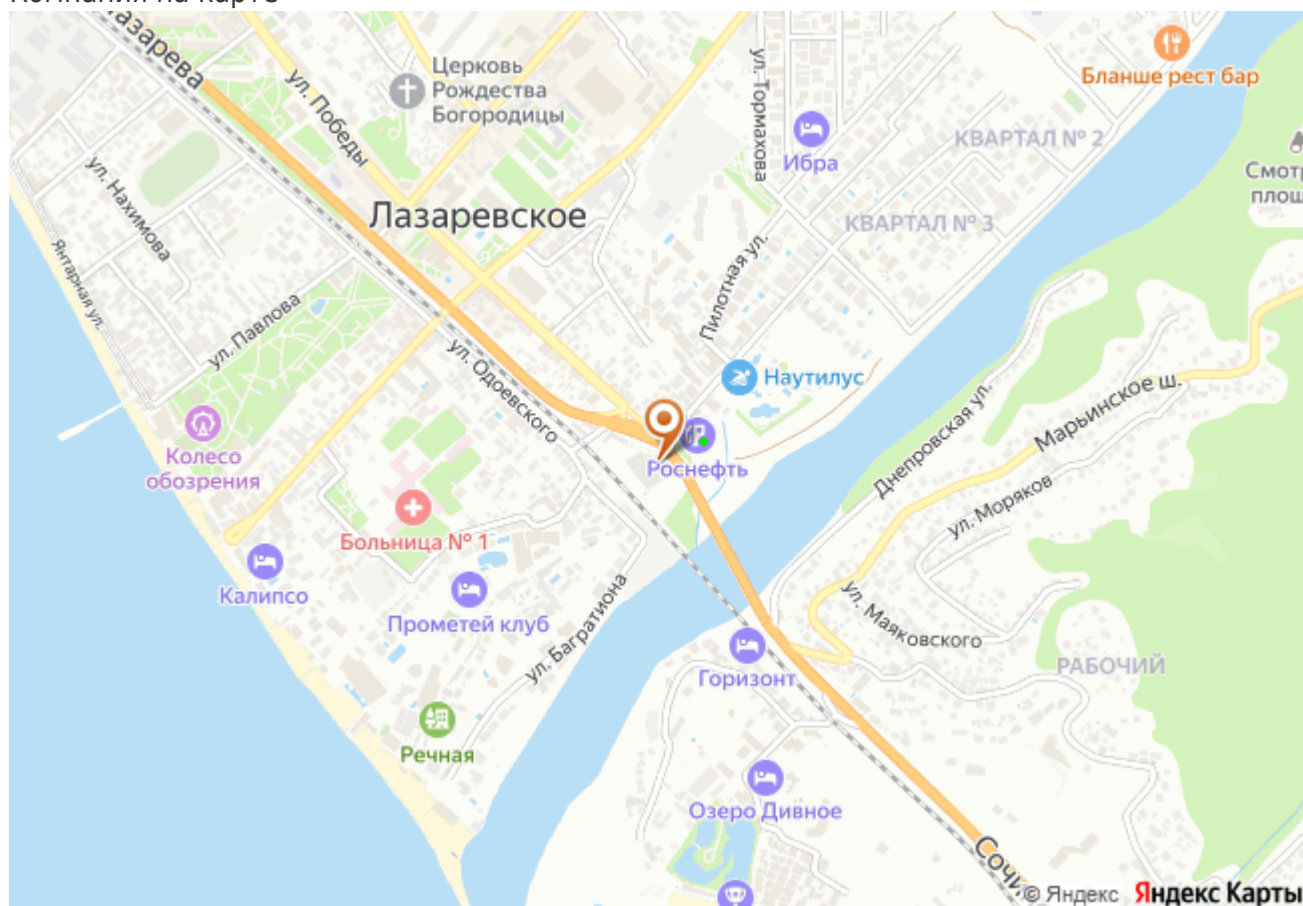 Компания на карте
Лазарева
ул. Победы
Церковь
Рождества
Богородицы
ул. Тормахова
Ибра
Бланше рест бар
КВАРТАЛ № 2
Смот
площ
КВАРТАЛ № 3
ул. Нахимова
Лазаревское
Янтарная ул.
ул. Павлова
Пилотная ул.
ул. Одоевского
Наутилус
Колесо
обозрения
Роснефть
Днепровская ул.
Марьинское ш.
ул. Моряков
Больница № 1
Калипсо
Прометей клуб
ул. Багратиона
ул. Маяковского
Горизонт
РАБОЧИЙ
Речная
Озеро Дивное
Сочи
© Яндекс Яндекс Карты